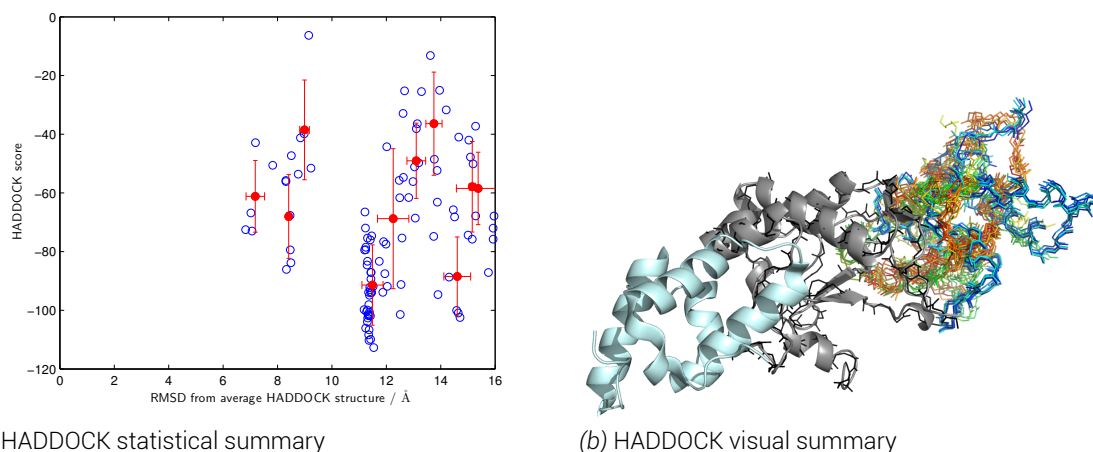 0
−20
−40
−60
−80
−100
−120
HADDOCK score
0 2 4 6 8 10 12 14 16
RMSD from average HADDOCK structure / Å
HADDOCK statistical summary
(b) HADDOCK visual summary